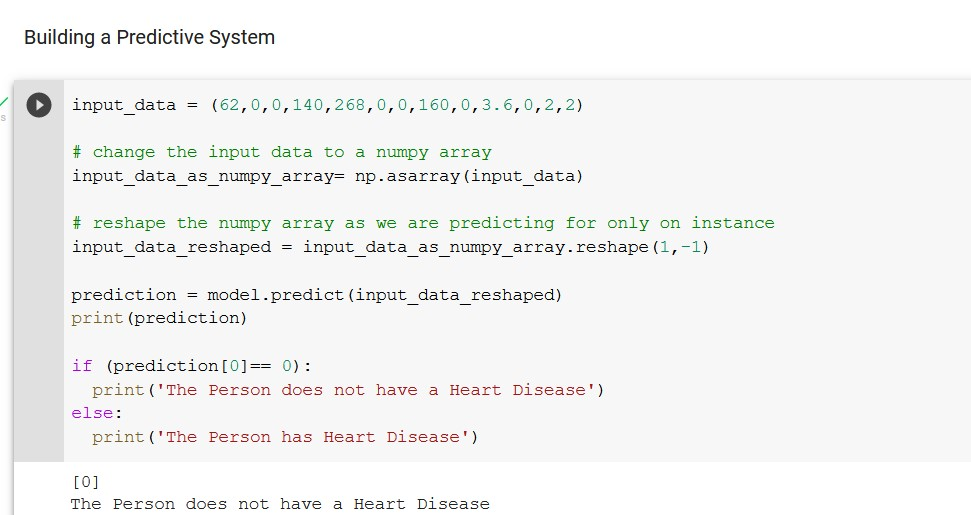 Building a Predictive System
input_data = (62,0,0,140,268,0,0,160,0,3.6,0,2,2)
# change the input data to a numpy array
input_data_as_numpy_array= np.asarray(input_data)
# reshape the numpy array as we are predicting for only on instance
input_data_reshaped = input_data_as_numpy_array.reshape(1,-1)
prediction = model.predict(input_data_reshaped)
print(prediction)
if (prediction[0]== 0):
  print('The Person does not have a Heart Disease')
else:
  print('The Person has Heart Disease')
[0]
The Person does not have a Heart Disease